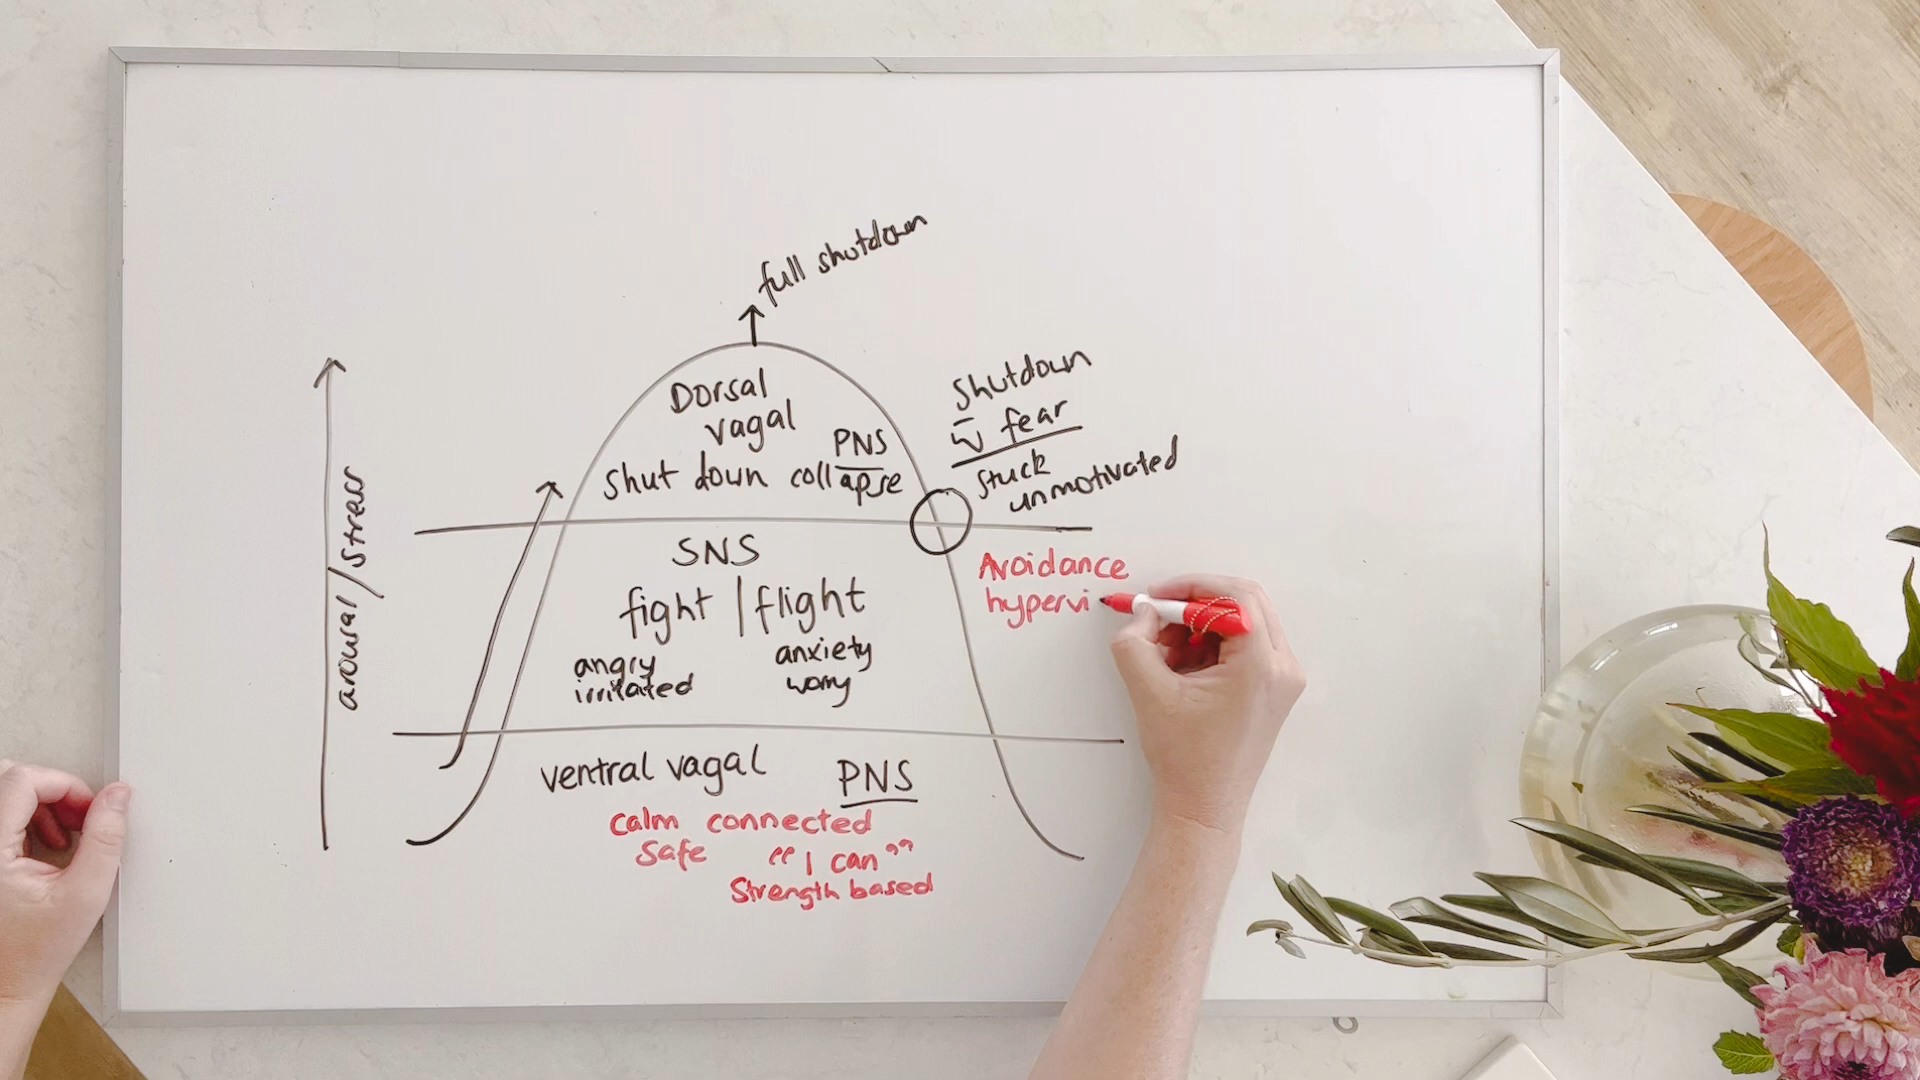 full shutdown
arousal/stress
Dorsal
vagal
PNS
shut down collapse
Shutdown
w̄ fear
stuck
unmotivated
SNS
fight | flight
angry
irritated
anxiety
worry
Avoidance
hypervi
ventral vagal PNS
calm connected
safe "I can"
Strength based